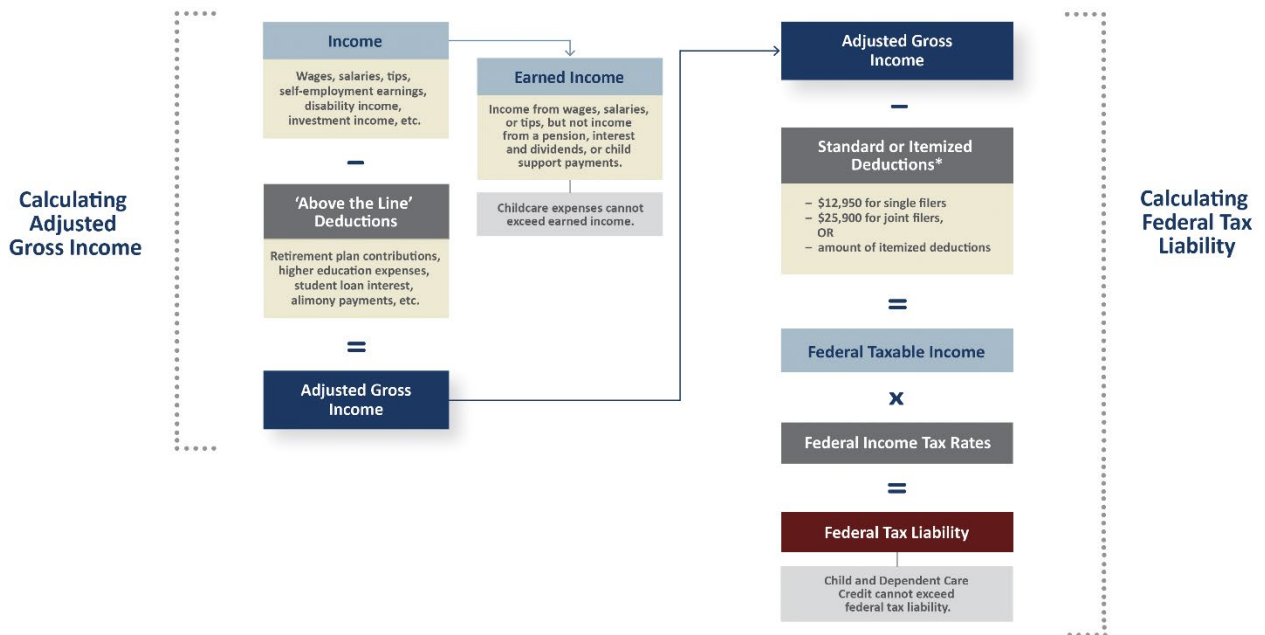 Calculating
Adjusted
Gross Income
Income
Wages, salaries, tips,
self-employment earnings,
disability income,
investment income, etc.
–
‘Above the Line’
Deductions
Retirement plan contributions,
higher education expenses,
student loan interest,
alimony payments, etc.
=
Adjusted Gross
Income
Earned Income
Income from wages, salaries,
or tips, but not income
from a pension, interest
and dividends, or child
support payments.
Childcare expenses cannot
exceed earned income.
Adjusted Gross
Income
–
Standard or Itemized
Deductions*
– $12,950 for single filers
– $25,900 for joint filers,
OR
– amount of itemized deductions
=
Federal Taxable Income
x
Federal Income Tax Rates
=
Federal Tax Liability
Child and Dependent Care
Credit cannot exceed
federal tax liability.
Calculating
Federal Tax
Liability